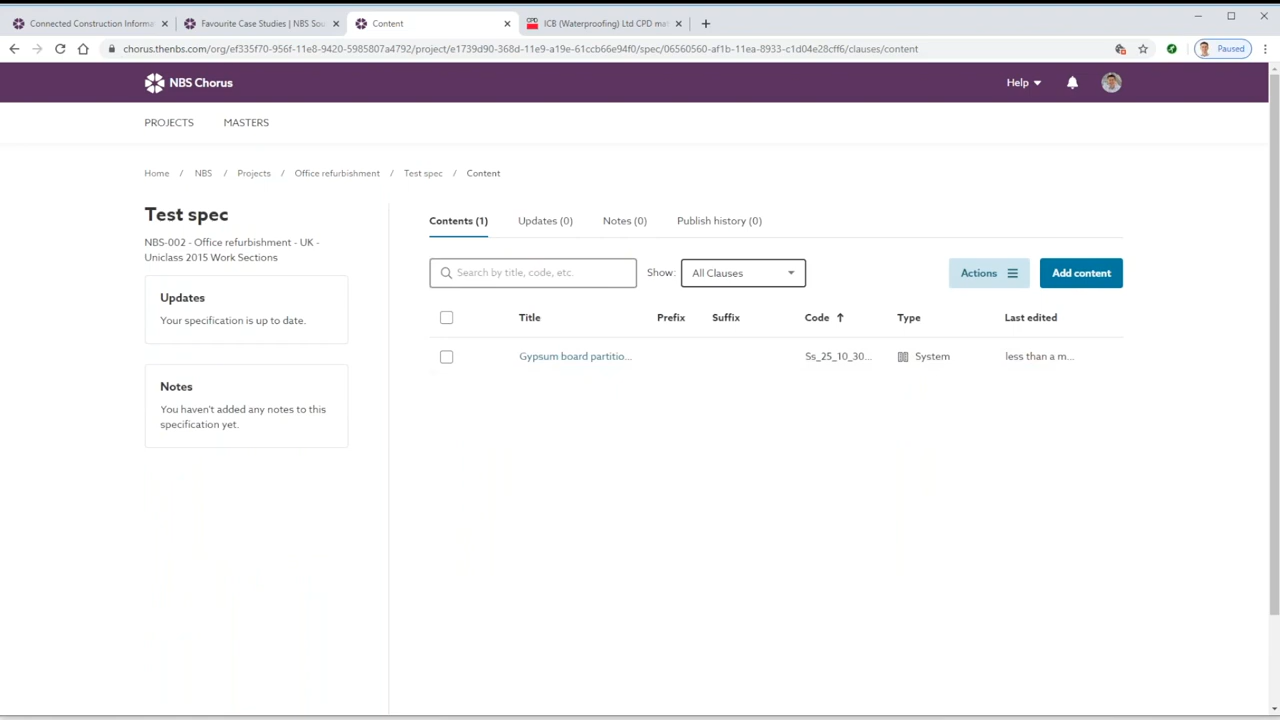 Connected Construction Informa
Favourite Case Studies | NBS Sou
Content
CPD ICB (Waterproofing) Ltd CPD ma
chorus.thenbs.com/org/ef335f70-956f-11e8-9420-5985807a4792/project/e1739d90-368d-11e9-a19e-61ccb66e94f0/spec/06560560-af1b-11ea-8933-c1d04e28cff6/clauses/content
Paused
NBS Chorus
Help
PROJECTS MASTERS
Home / NBS / Projects / Office refurbishment / Test spec / Content
Test spec
NBS-002 - Office refurbishment - UK -
Uniclass 2015 Work Sections
Updates
Your specification is up to date.
Notes
You haven't added any notes to this
specification yet.
Contents (1) Updates (0) Notes (0) Publish history (0)
Search by title, code, etc. Show: All Clauses Actions Add content
Title Prefix Suffix Code Type Last edited
Gypsum board partitio... Ss_25_10_30... System less than a m...